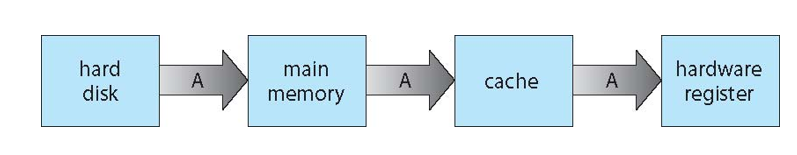 hard
disk
A
main
memory
A
cache
A
hardware
register